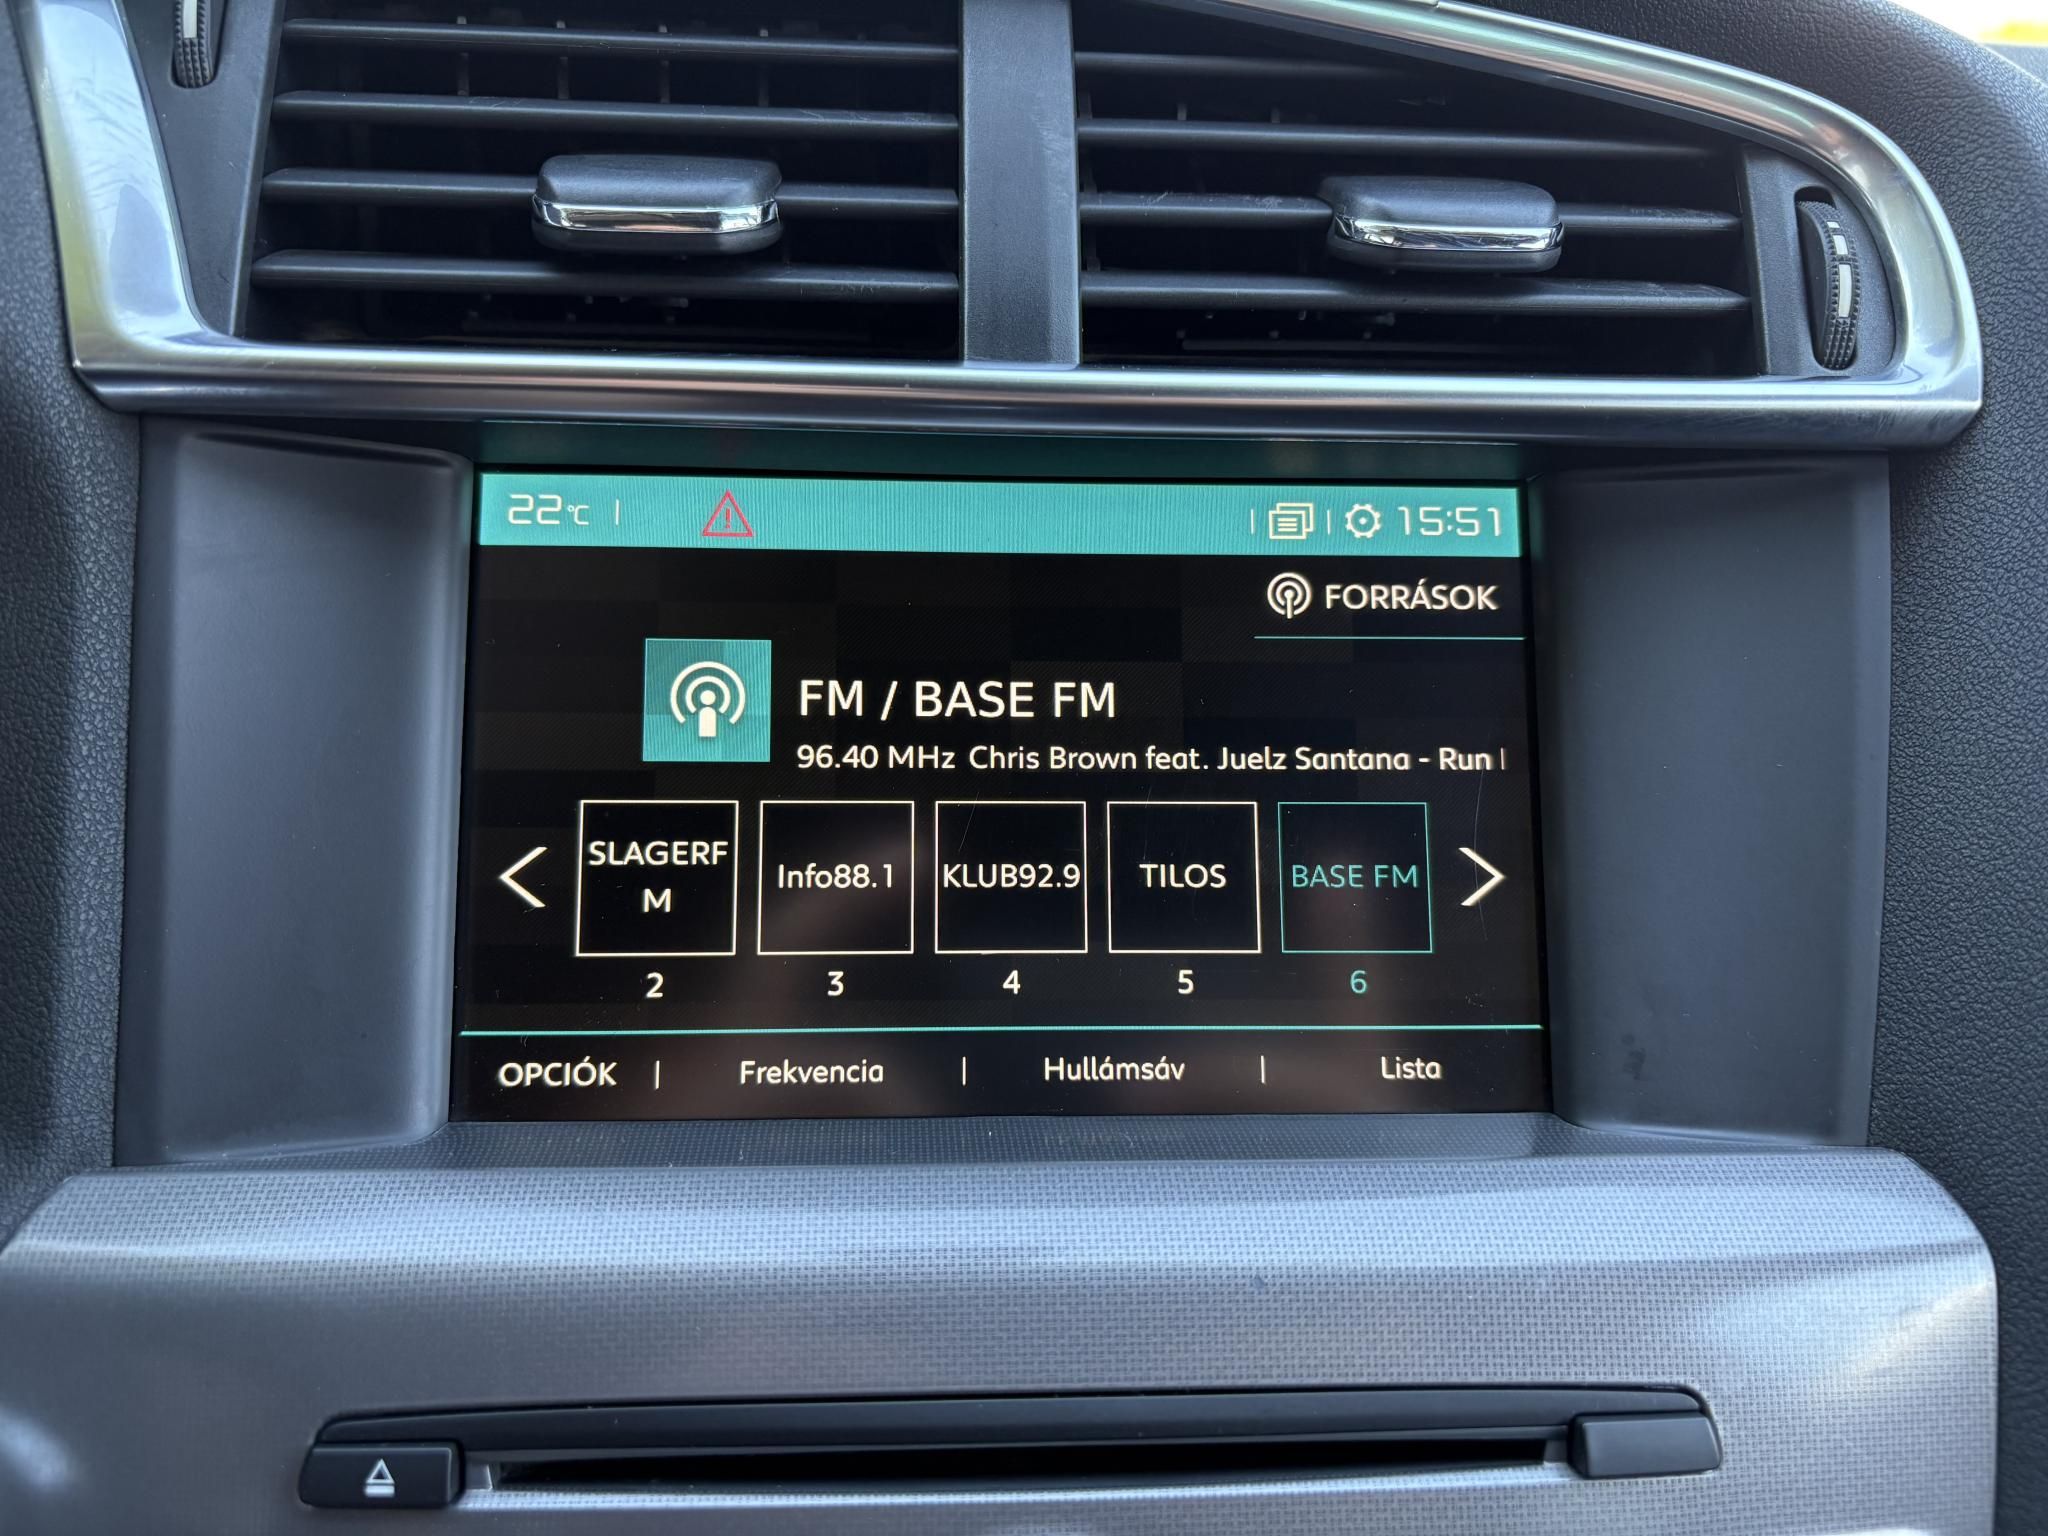 22°C
15:51
FORRÁSOK
FM / BASE FM
96.40 MHz Chris Brown feat. Juelz Santana - Run
SLAGERF
M
Info88.1
KLUB92.9
TILOS
BASE FM
2
3
4
5
6
OPCIÓK | Frekvencia | Hullámsáv | Lista